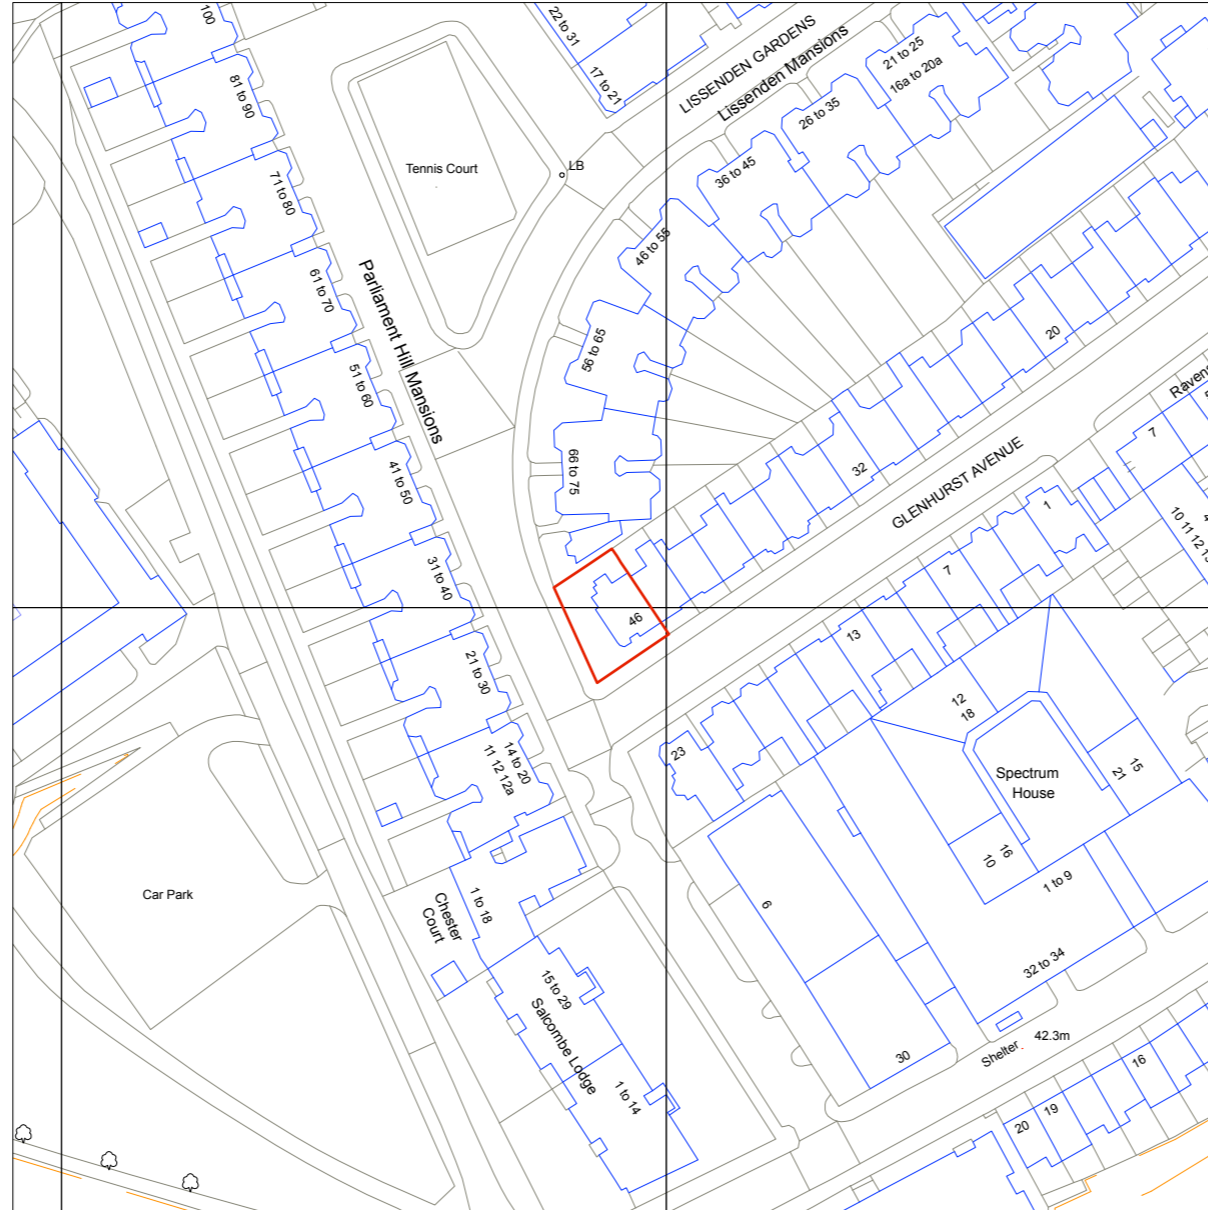 100
22 to 31
17 to 21
LISSENDEN GARDENS
Lissenden Mansions
21 to 25
16a to 20a
26 to 35
36 to 45
81 to 90
Tennis Court
LB
71 to 80
46 to 55
61 to 70
Parliament Hill Mansions
56 to 65
20
51 to 60
Ravens
7
66 to 75
32
41 to 50
GLENHURST AVENUE
1
10 11 12 13
31 to 40
7
46
13
21 to 30
12
18
23
14 to 20
11 12 12a
Spectrum
House
15
21
16
10
1 to 9
Car Park
1 to 18
Chester
Court
6
32 to 34
15 to 29
Salcombe Lodge
42.3m
Shelter
30
16
1 to 14
19
20